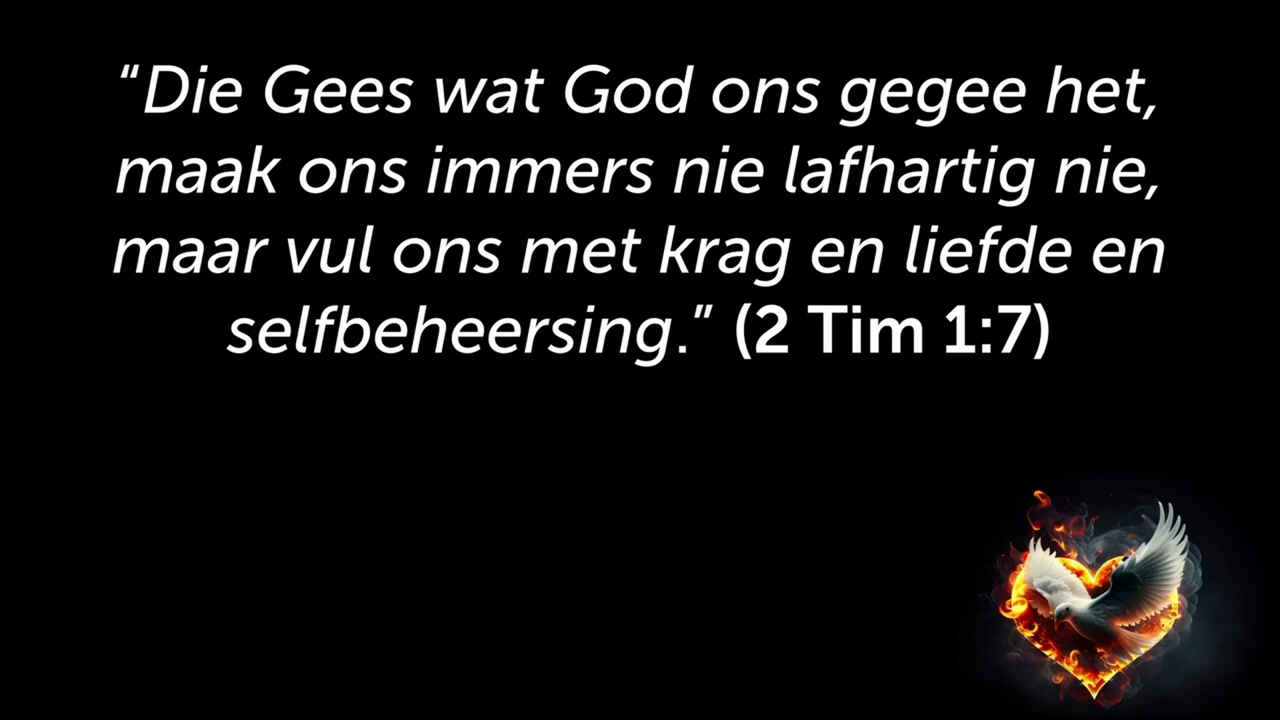 “Die Gees wat God ons gegee het,
maak ons immers nie lafhartig nie,
maar vul ons met krag en liefde en
selfbeheersing.” (2 Tim 1:7)